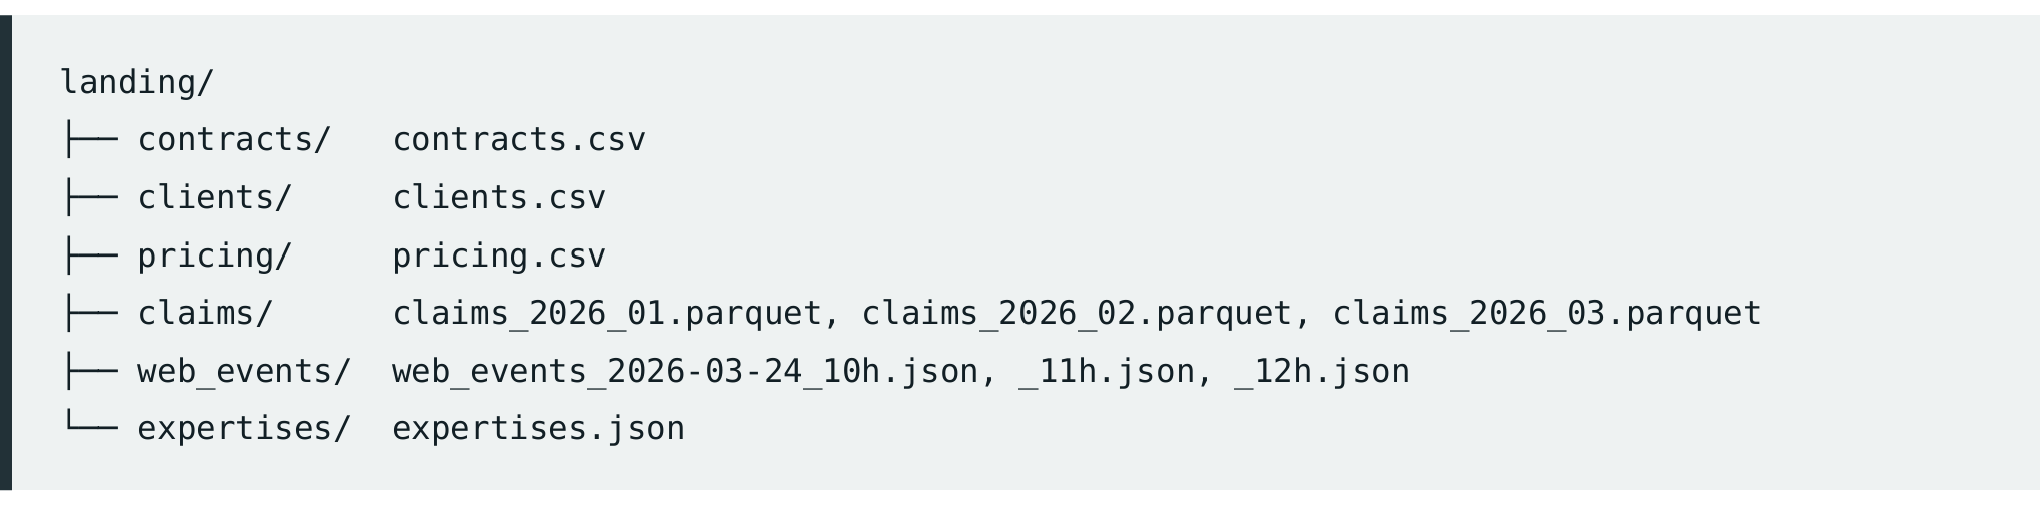 landing/
├── contracts/   contracts.csv
├── clients/     clients.csv
├── pricing/     pricing.csv
├── claims/      claims_2026_01.parquet, claims_2026_02.parquet, claims_2026_03.parquet
├── web_events/  web_events_2026-03-24_10h.json, _11h.json, _12h.json
└── expertises/  expertises.json